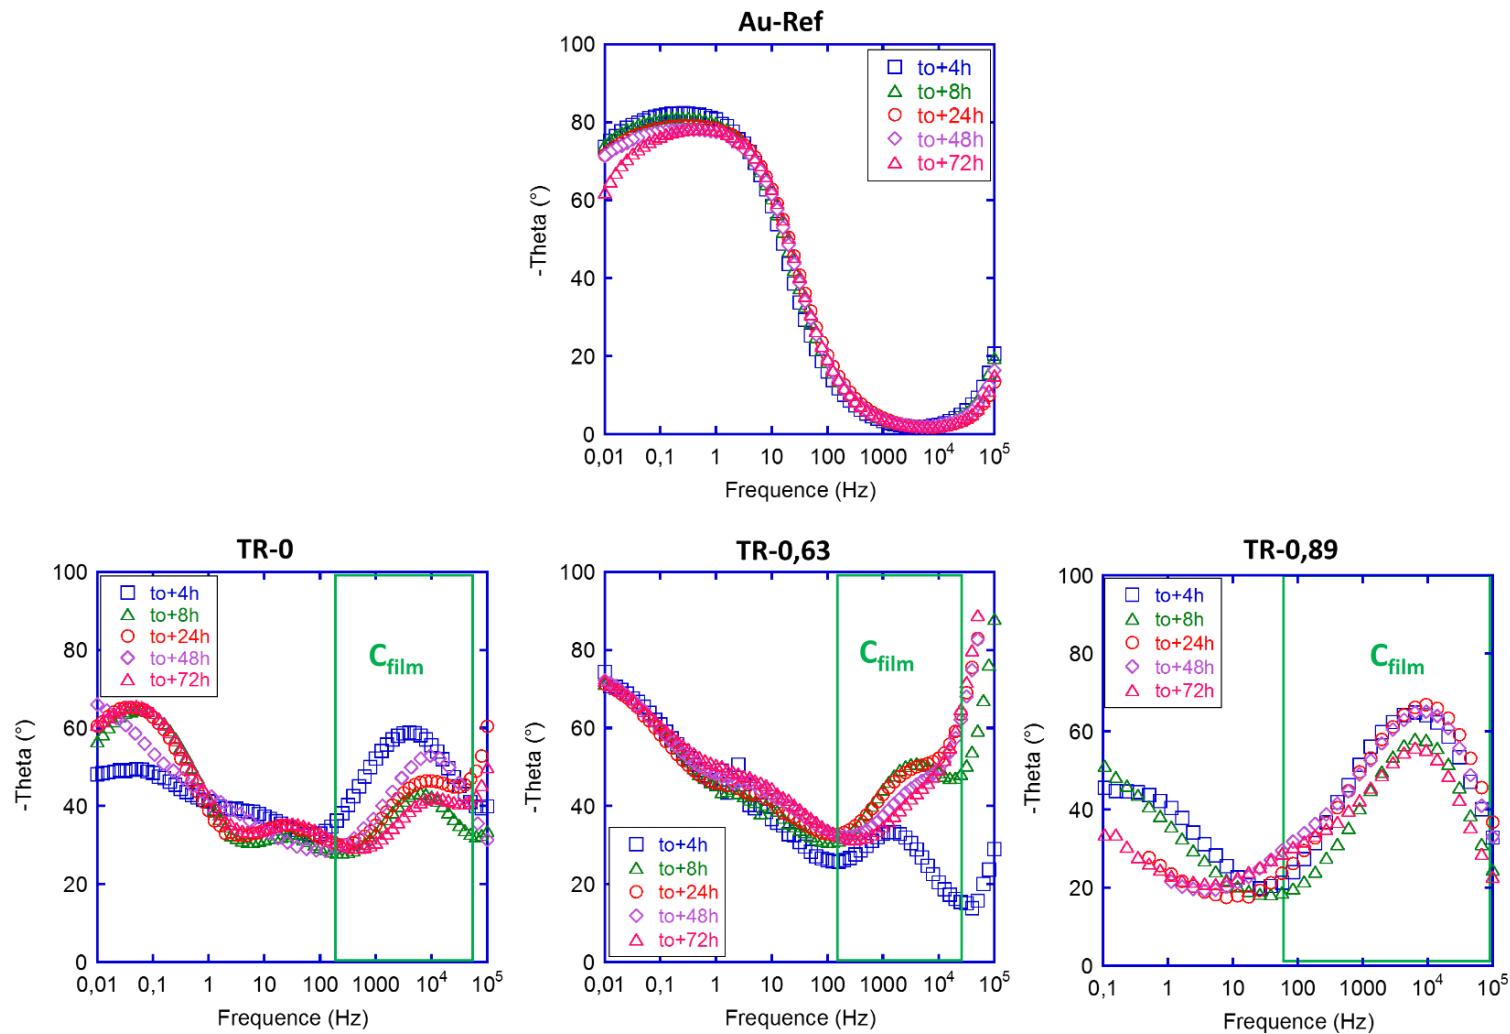 Au-Ref
100
80
60
40
20
0
-Theta (°)
to+4h
to+8h
to+24h
to+48h
to+72h
0,01 0,1 1 10 100 1000 10⁴ 10⁵
Frequence (Hz)
TR-0
100
80
60
40
20
0
-Theta (°)
to+4h
to+8h
to+24h
to+48h
to+72h
Cfilm
0,01 0,1 1 10 100 1000 10⁴ 10⁵
Frequence (Hz)
TR-0,63
100
80
60
40
20
0
-Theta (°)
Cfilm
to+4h
to+8h
to+24h
to+48h
to+72h
0,01 0,1 1 10 100 1000 10⁴ 10⁵
Frequence (Hz)
TR-0,89
100
80
60
40
20
0
-Theta (°)
to+4h
to+8h
to+24h
to+48h
to+72h
Cfilm
0,1 1 10 100 1000 10⁴ 10⁵
Frequence (Hz)